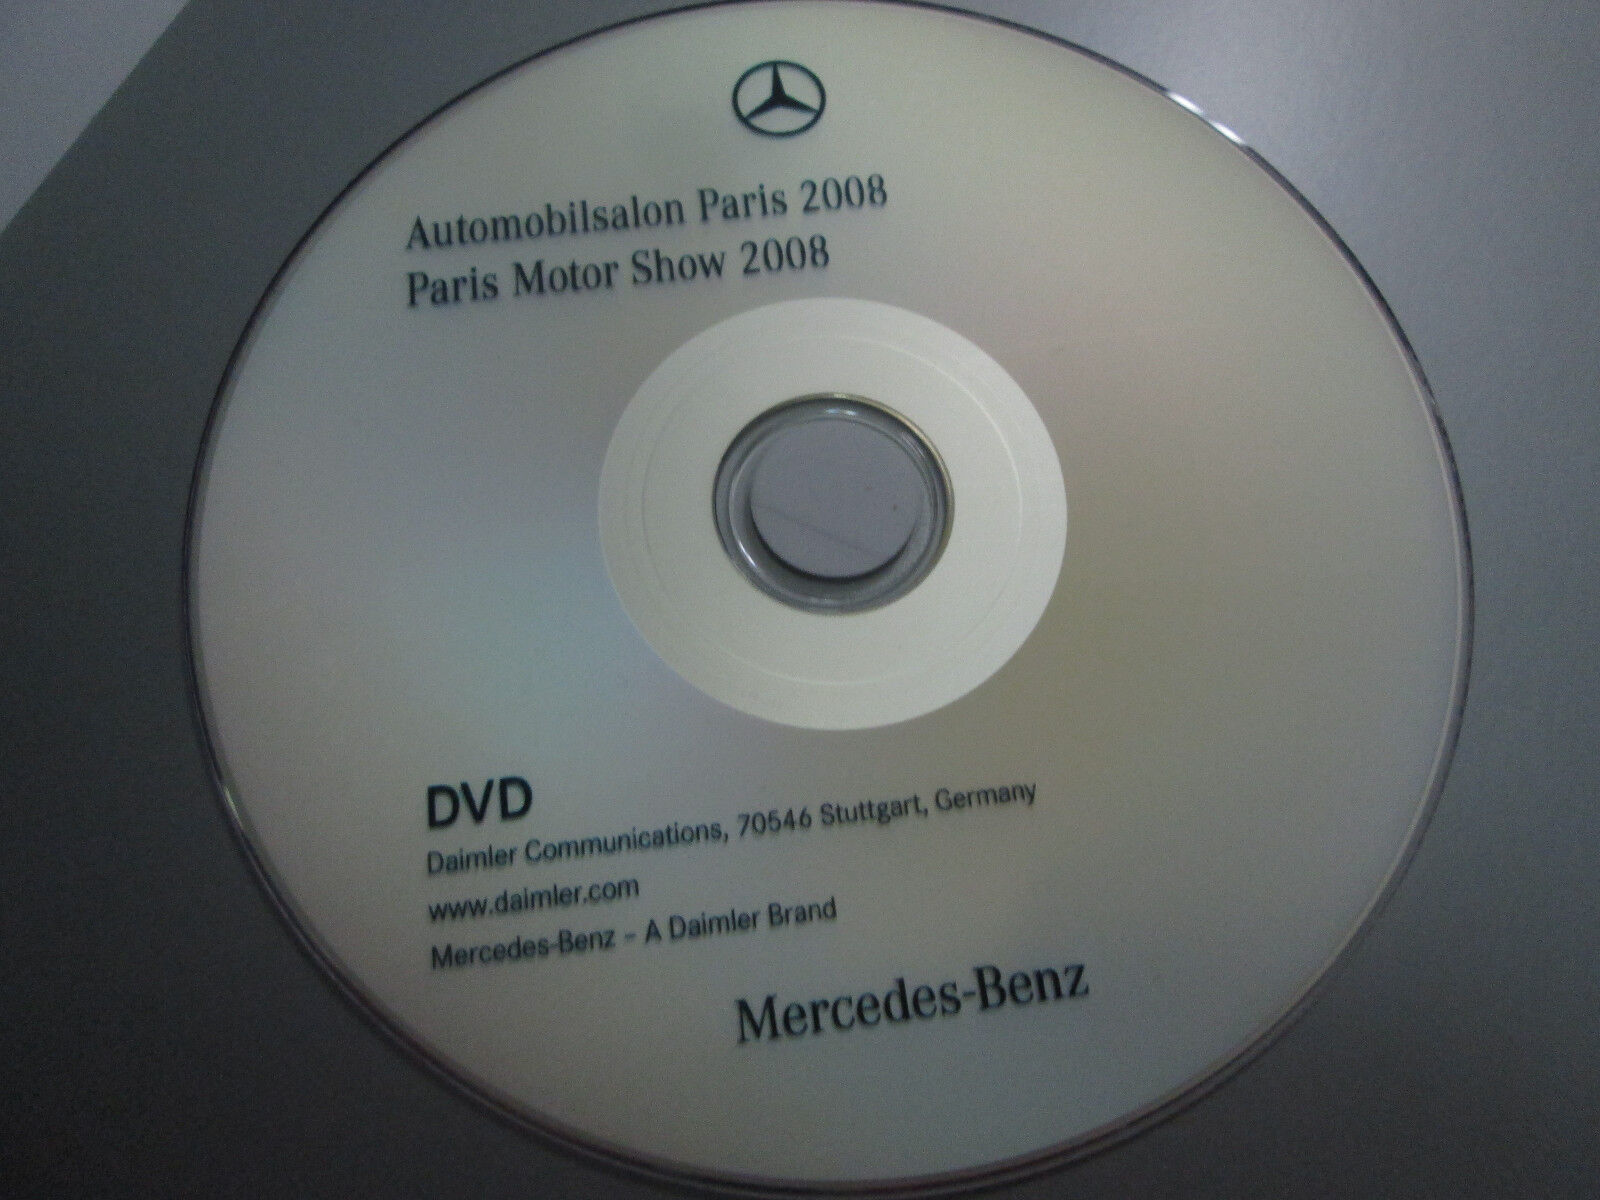 Automobilsalon Paris 2008
Paris Motor Show 2008
DVD
Daimler Communications, 70546 Stuttgart, Germany
www.daimler.com
Mercedes-Benz – A Daimler Brand
Mercedes-Benz